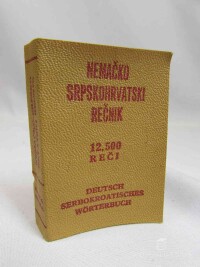 NEMAČKO
SRPSKOHRVATSKI
REČNIK
12.500
REČI
DEUTSCH
SERBOKROATISCHES
WÖRTERBUCH